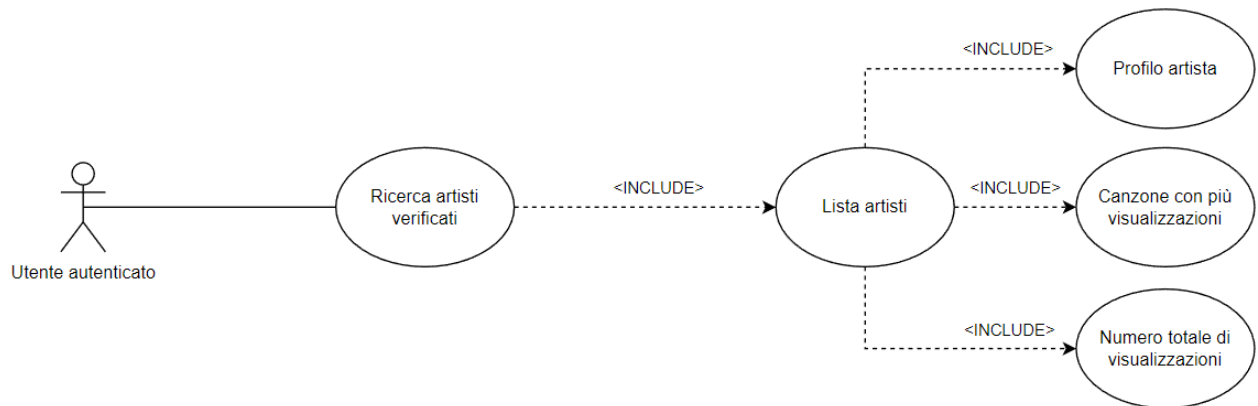 <INCLUDE>
Profilo artista
Utente autenticato
Ricerca artisti
verificati
<INCLUDE>
Lista artisti
<INCLUDE>
Canzone con più
visualizzazioni
<INCLUDE>
Numero totale di
visualizzazioni